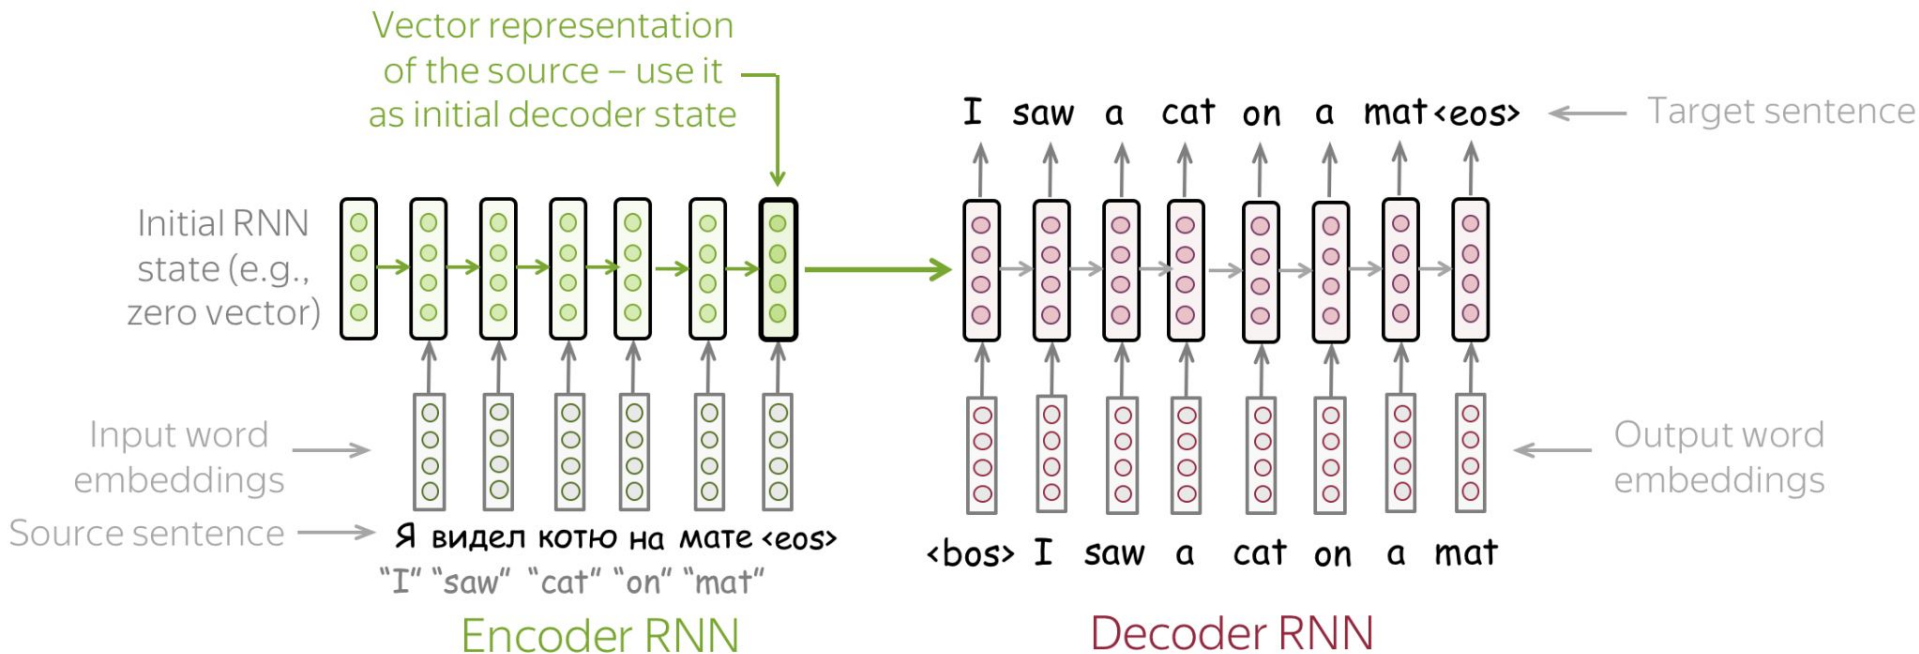 Vector representation
of the source – use it
as initial decoder state
I saw a cat on a mat <eos>
Target sentence
Initial RNN
state (e.g.,
zero vector)
Input word
embeddings
Output word
embeddings
Source sentence
Я видел котю на мате <eos>
"I" "saw" "cat" "on" "mat"
<bos> I saw a cat on a mat
Encoder RNN
Decoder RNN